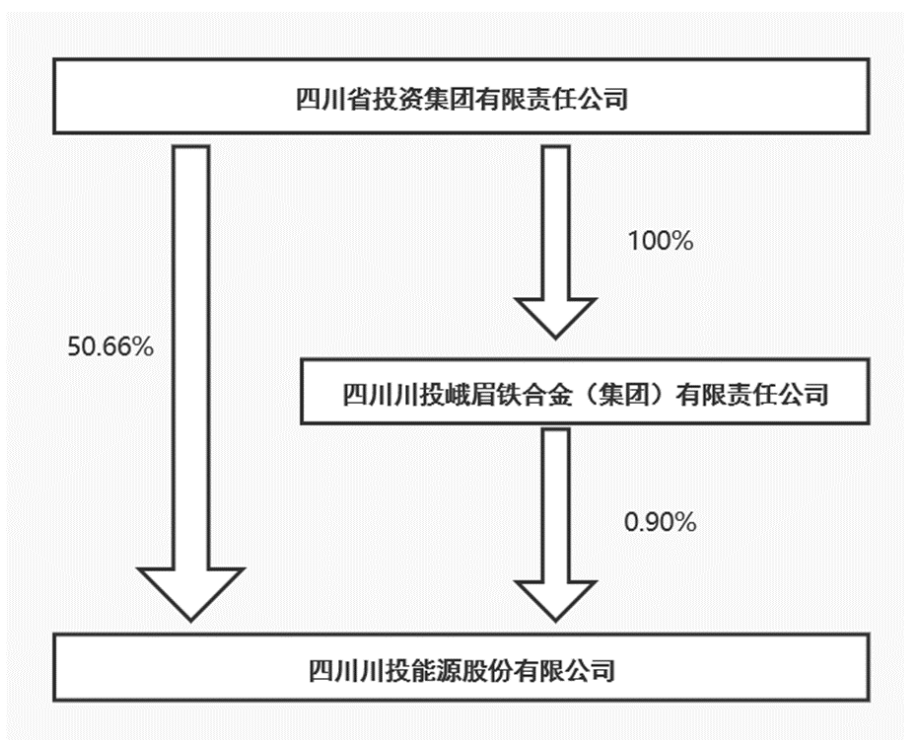 四川省投资集团有限责任公司
100%
50.66%
四川川投峨眉铁合金（集团）有限责任公司
0.90%
四川川投能源股份有限公司